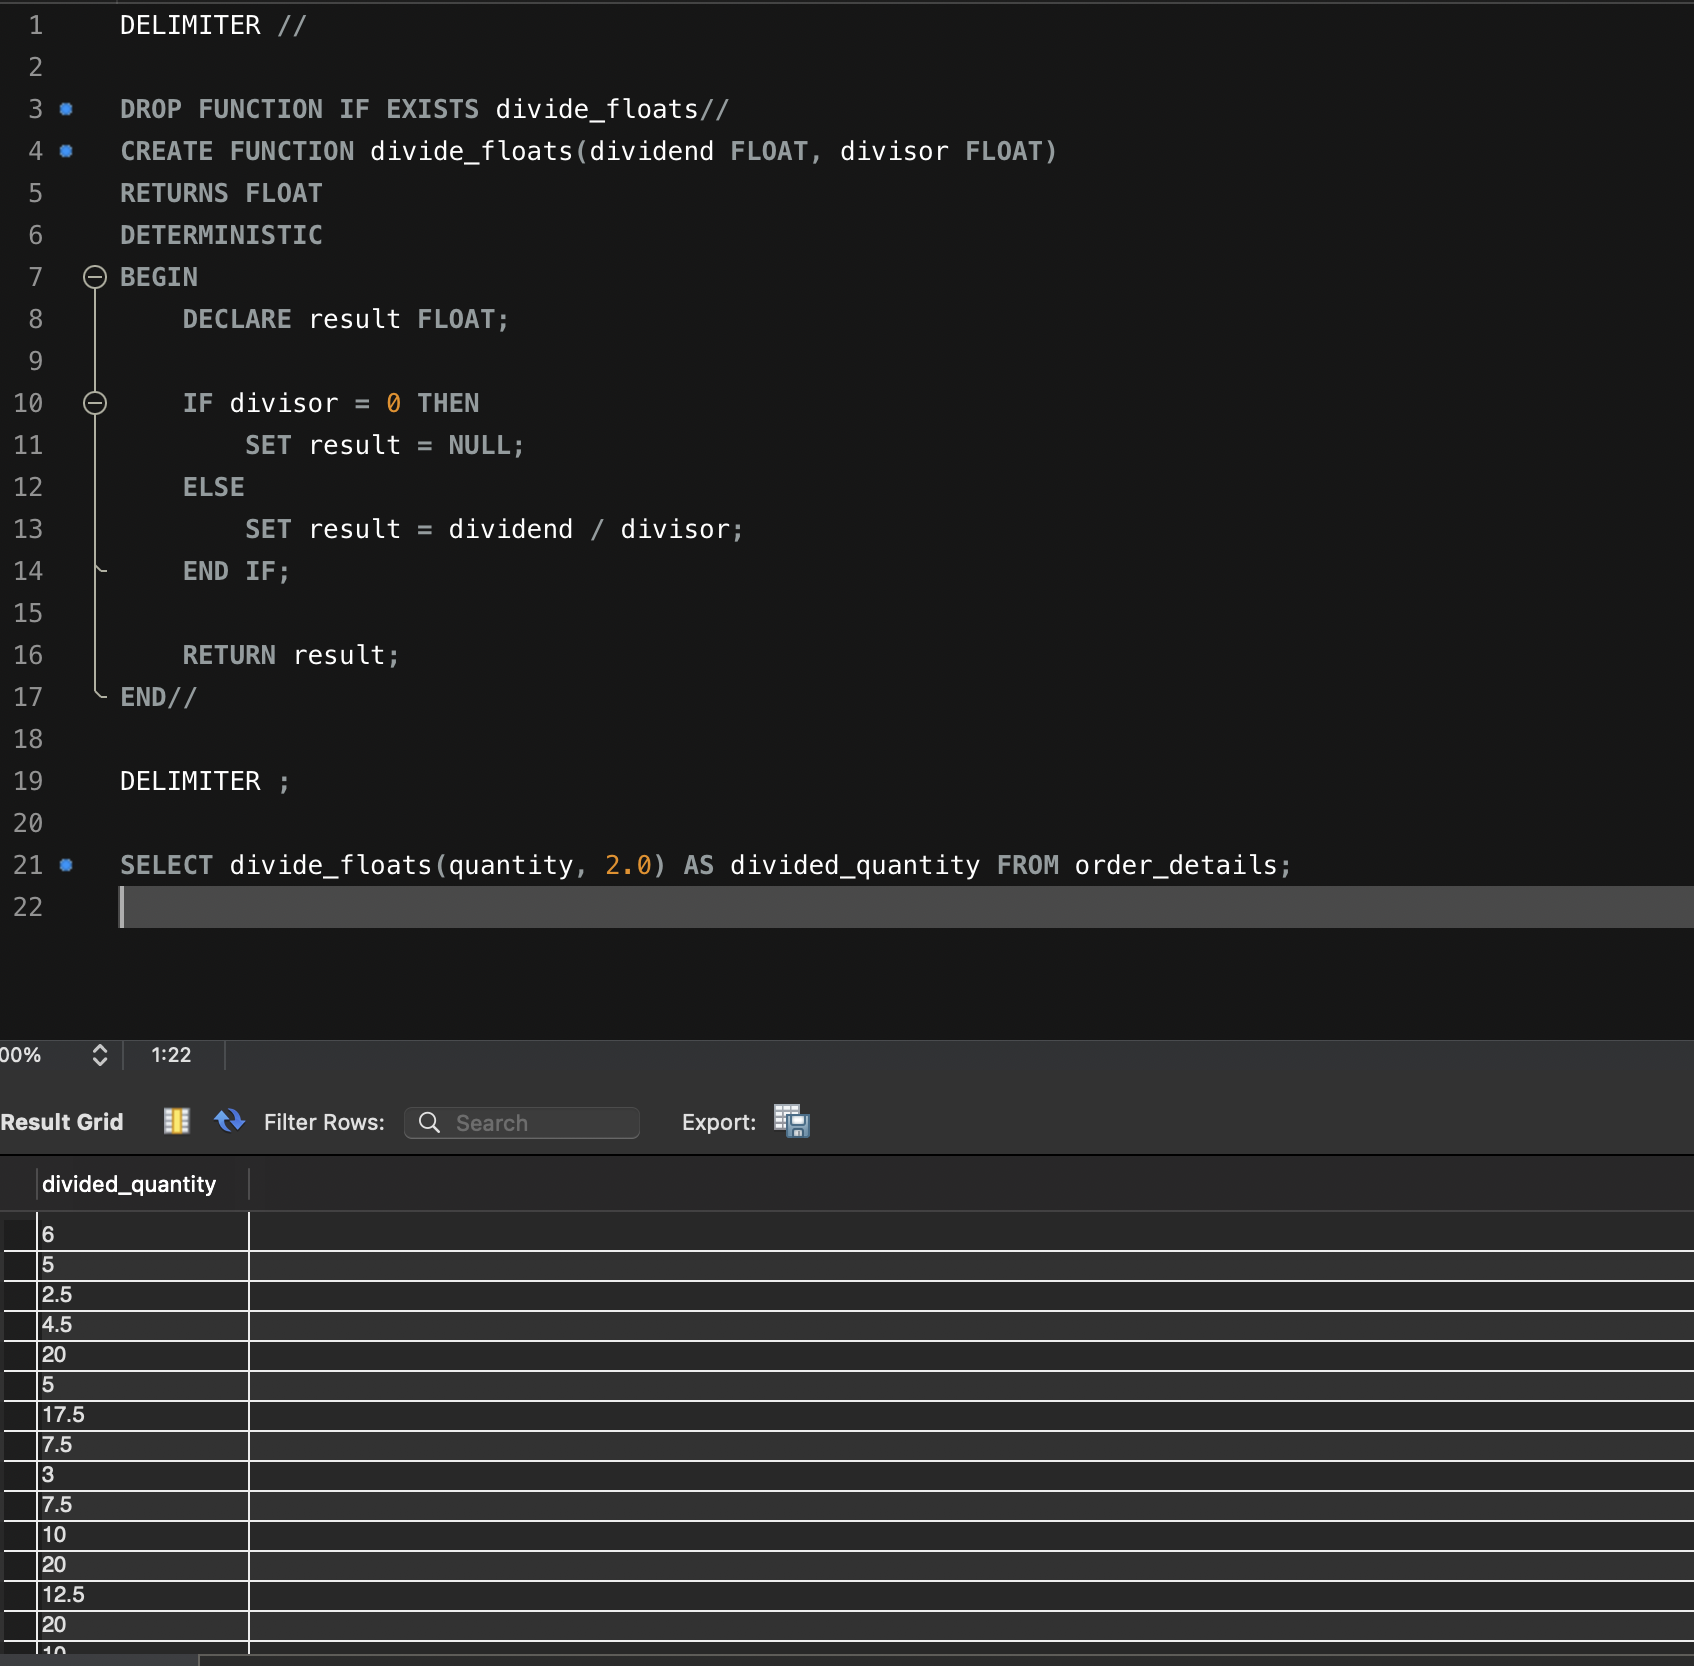 1 DELIMITER //
2
3 DROP FUNCTION IF EXISTS divide_floats//
4 CREATE FUNCTION divide_floats(dividend FLOAT, divisor FLOAT)
5 RETURNS FLOAT
6 DETERMINISTIC
7 BEGIN
8 DECLARE result FLOAT;
9
10 IF divisor = 0 THEN
11 SET result = NULL;
12 ELSE
13 SET result = dividend / divisor;
14 END IF;
15
16 RETURN result;
17 END//
18
19 DELIMITER ;
20
21 SELECT divide_floats(quantity, 2.0) AS divided_quantity FROM order_details;
22
00% 1:22
Result Grid Filter Rows: Search Export:
divided_quantity
6
5
2.5
4.5
20
5
17.5
7.5
3
7.5
10
20
12.5
20
10